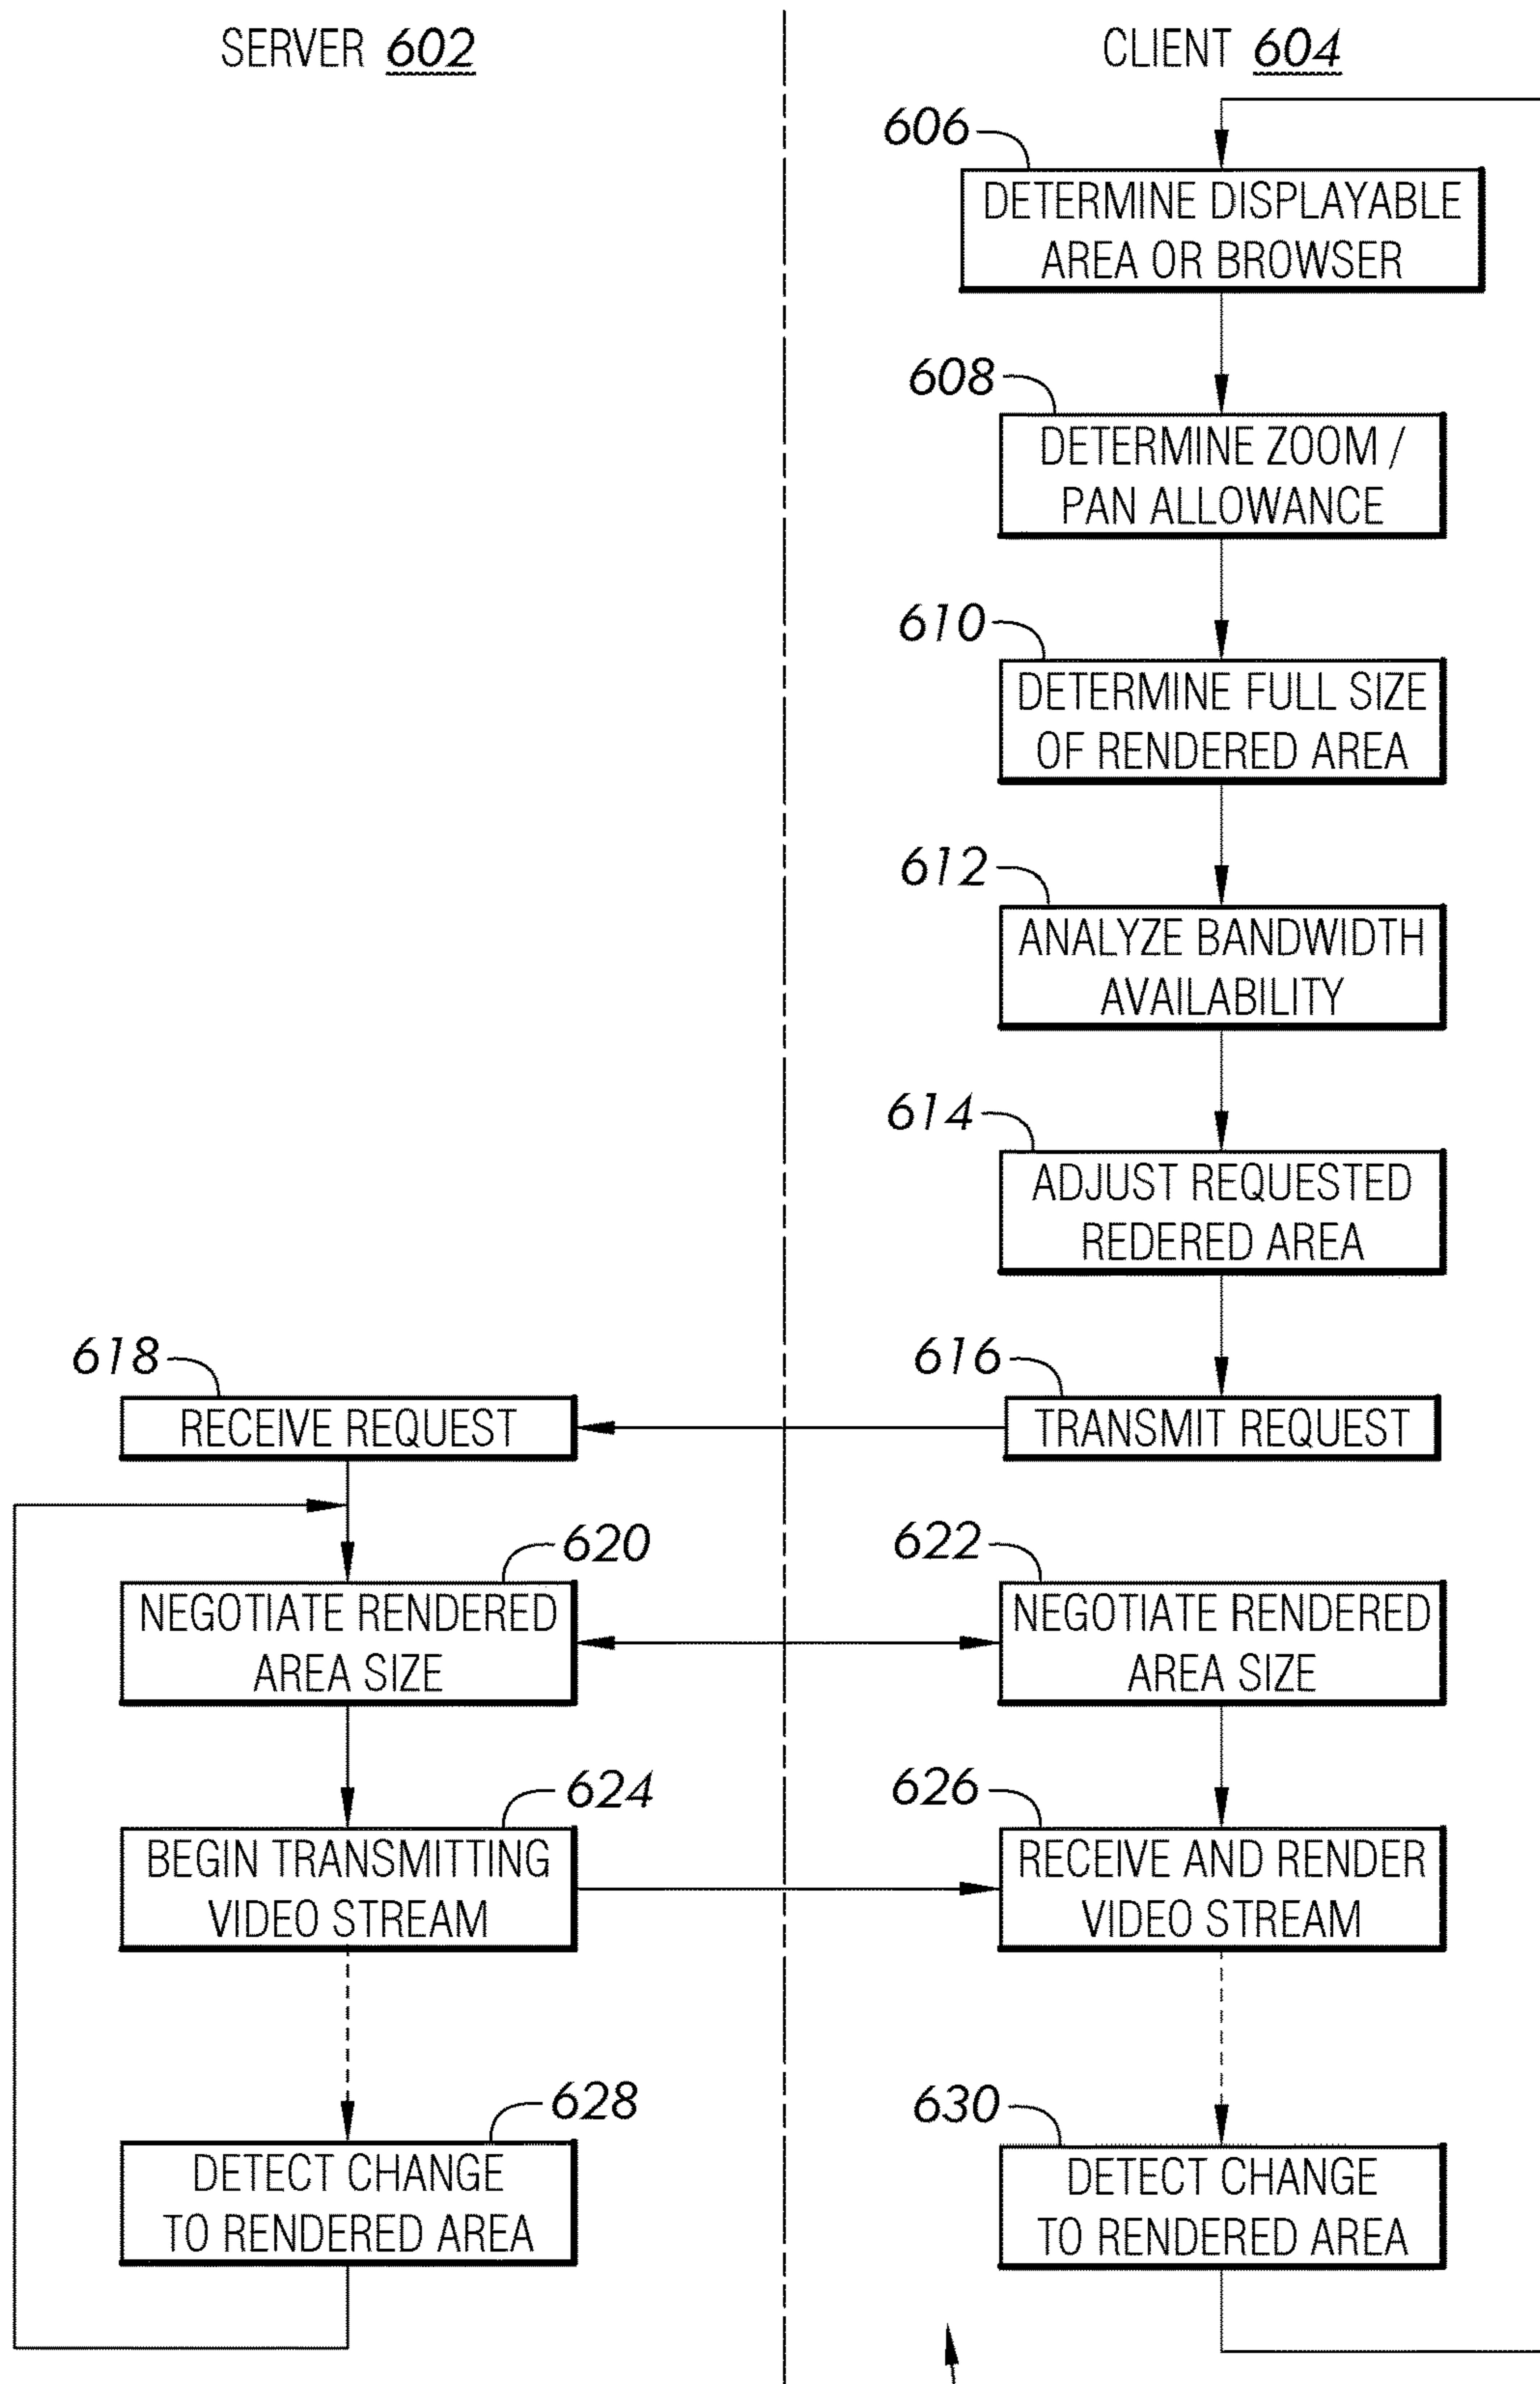 SERVER 602
CLIENT 604
606
DETERMINE DISPLAYABLE
AREA OR BROWSER
608
DETERMINE ZOOM /
PAN ALLOWANCE
610
DETERMINE FULL SIZE
OF RENDERED AREA
612
ANALYZE BANDWIDTH
AVAILABILITY
614
ADJUST REQUESTED
REDERED AREA
618
616
RECEIVE REQUEST
TRANSMIT REQUEST
620
622
NEGOTIATE RENDERED
AREA SIZE
NEGOTIATE RENDERED
AREA SIZE
624
626
BEGIN TRANSMITTING
VIDEO STREAM
RECEIVE AND RENDER
VIDEO STREAM
628
630
DETECT CHANGE
TO RENDERED AREA
DETECT CHANGE
TO RENDERED AREA